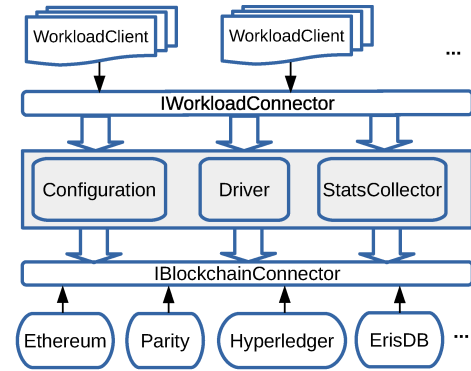 WorkloadClient
WorkloadClient
...
IWorkloadConnector
Configuration
Driver
StatsCollector
IBlockchainConnector
Ethereum
Parity
Hyperledger
ErisDB
...